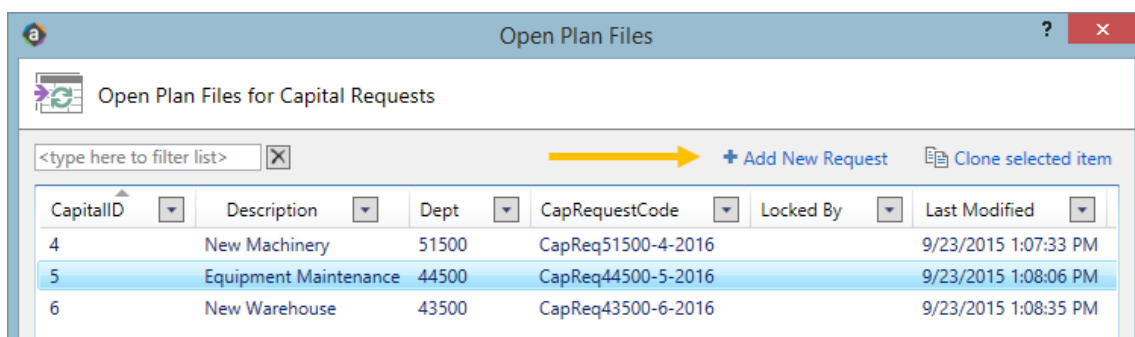 Open Plan Files
?
Open Plan Files for Capital Requests
<type here to filter list>
+ Add New Request Clone selected item
CapitalID Description Dept CapRequestCode Locked By Last Modified
4 New Machinery 51500 CapReq51500-4-2016 9/23/2015 1:07:33 PM
5 Equipment Maintenance 44500 CapReq44500-5-2016 9/23/2015 1:08:06 PM
6 New Warehouse 43500 CapReq43500-6-2016 9/23/2015 1:08:35 PM